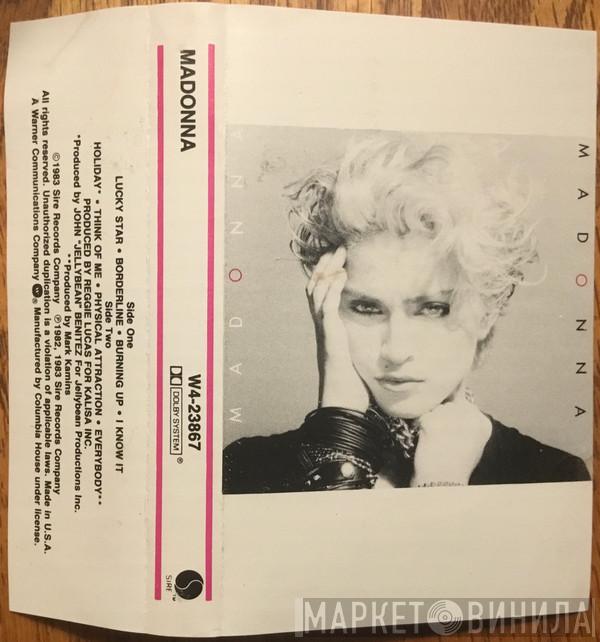 MADONNA
MADONNA
MADONNA
W4-23867
DOLBY SYSTEM ®
SIRE™
Side One
LUCKY STAR • BORDERLINE • BURNING UP • I KNOW IT
Side Two
HOLIDAY* • THINK OF ME • PHYSICAL ATTRACTION • EVERYBODY**
PRODUCED BY REGGIE LUCAS FOR KALISA INC.
*Produced by JOHN "JELLYBEAN" BENITEZ For Jellybean Productions Inc.
**Produced by Mark Kamins
©1983 Sire Records Company ℗1982, 1983 Sire Records Company
All rights reserved. Unauthorized duplication is a violation of applicable laws. Made in U.S.A.
A Warner Communications Company ® Manufactured by Columbia House under license.
МАРКЕТ ВИНИЛА